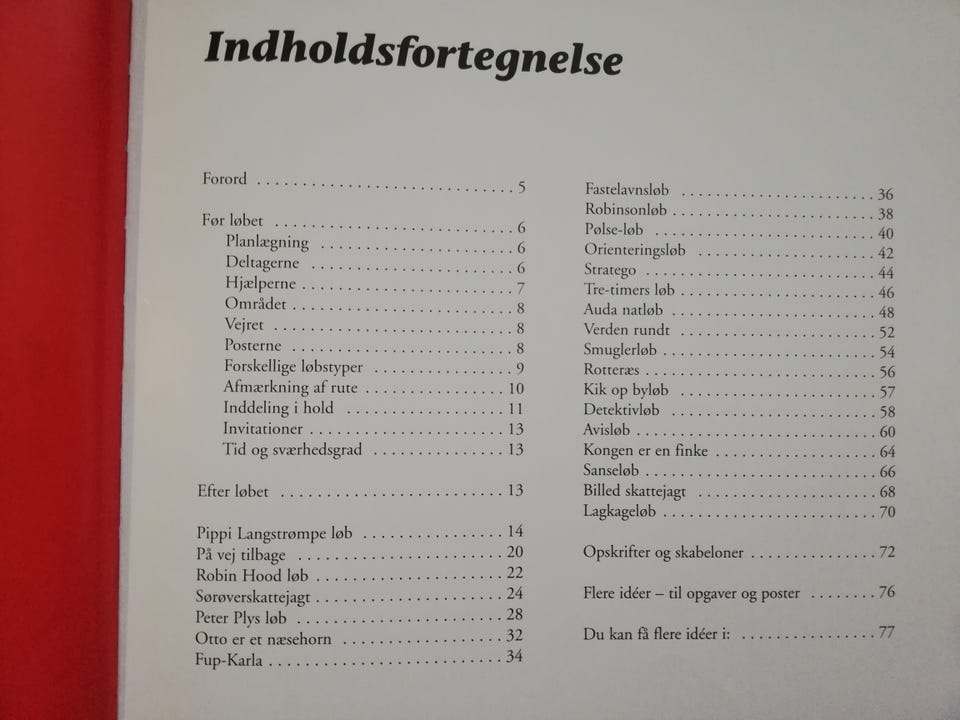 Indholdsfortegnelse
Forord . . . . . . . . . . . . . . . . . . . . . . . . . . . . . 5
Før løbet . . . . . . . . . . . . . . . . . . . . . . . . . . . 6
Planlægning . . . . . . . . . . . . . . . . . . . . . . 6
Deltagerne . . . . . . . . . . . . . . . . . . . . . . . 6
Hjælperne . . . . . . . . . . . . . . . . . . . . . . . . 7
Området . . . . . . . . . . . . . . . . . . . . . . . . . 8
Vejret . . . . . . . . . . . . . . . . . . . . . . . . . . . 8
Posterne . . . . . . . . . . . . . . . . . . . . . . . . . 8
Forskellige løbstyper . . . . . . . . . . . . . . . . 9
Afmærkning af rute . . . . . . . . . . . . . . . . 10
Inddeling i hold . . . . . . . . . . . . . . . . . . 11
Invitationer . . . . . . . . . . . . . . . . . . . . . . 13
Tid og sværhedsgrad . . . . . . . . . . . . . . . 13
Efter løbet . . . . . . . . . . . . . . . . . . . . . . . . . 13
Pippi Langstrømpe løb . . . . . . . . . . . . . . . . 14
På vej tilbage . . . . . . . . . . . . . . . . . . . . . . . 20
Robin Hood løb . . . . . . . . . . . . . . . . . . . . . 22
Sørøverskattejagt . . . . . . . . . . . . . . . . . . . . . 24
Peter Plys løb . . . . . . . . . . . . . . . . . . . . . . . 28
Otto er et næsehorn . . . . . . . . . . . . . . . . . . 32
Fup-Karla . . . . . . . . . . . . . . . . . . . . . . . . . . 34
Fastelavnsløb . . . . . . . . . . . . . . . . . . . . . . 36
Robinsonløb . . . . . . . . . . . . . . . . . . . . . . . 38
Pølse-løb . . . . . . . . . . . . . . . . . . . . . . . . . 40
Orienteringsløb . . . . . . . . . . . . . . . . . . . . 42
Stratego . . . . . . . . . . . . . . . . . . . . . . . . . . 44
Tre-timers løb . . . . . . . . . . . . . . . . . . . . . . 46
Auda natløb . . . . . . . . . . . . . . . . . . . . . . . 48
Verden rundt . . . . . . . . . . . . . . . . . . . . . . 52
Smuglerløb . . . . . . . . . . . . . . . . . . . . . . . . 54
Rotteræs . . . . . . . . . . . . . . . . . . . . . . . . . . 56
Kik op byløb . . . . . . . . . . . . . . . . . . . . . . 57
Detektivløb . . . . . . . . . . . . . . . . . . . . . . . 58
Avisløb . . . . . . . . . . . . . . . . . . . . . . . . . . . 60
Kongen er en finke . . . . . . . . . . . . . . . . . . 64
Sanseløb . . . . . . . . . . . . . . . . . . . . . . . . . . 66
Billed skattejagt . . . . . . . . . . . . . . . . . . . . 68
Lagkageløb . . . . . . . . . . . . . . . . . . . . . . . . 70
Opskrifter og skabeloner . . . . . . . . . . . . . . 72
Flere idéer – til opgaver og poster . . . . . . . 76
Du kan få flere idéer i: . . . . . . . . . . . . . . . 77